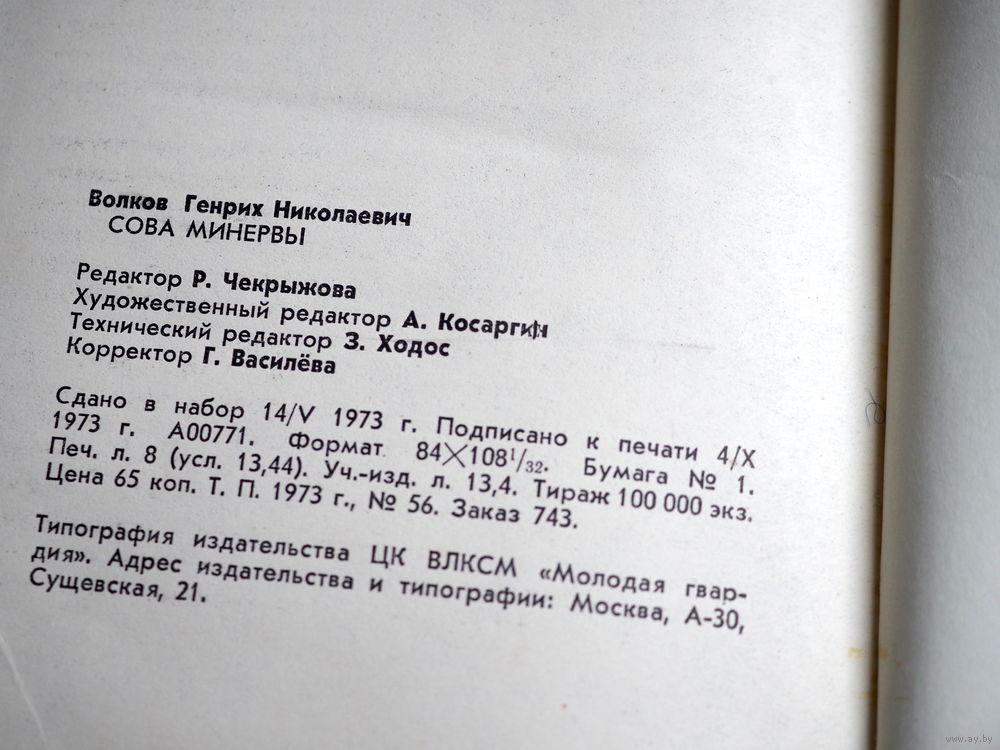 Волков Генрих Николаевич
СОВА МИНЕРВЫ
Редактор Р. Чекрыжова
Художественный редактор А. Косаргин
Технический редактор З. Ходос
Корректор Г. Василёва
Сдано в набор 14/V 1973 г. Подписано к печати 4/X
1973 г. А00771. Формат 84×108¹/₃₂. Бумага № 1.
Печ. л. 8 (усл. 13,44). Уч.-изд. л. 13,4. Тираж 100 000 экз.
Цена 65 коп. Т. П. 1973 г., № 56. Заказ 743.
Типография издательства ЦК ВЛКСМ «Молодая гвар-
дия». Адрес издательства и типографии: Москва, А-30,
Сущевская, 21.
www.ay.by